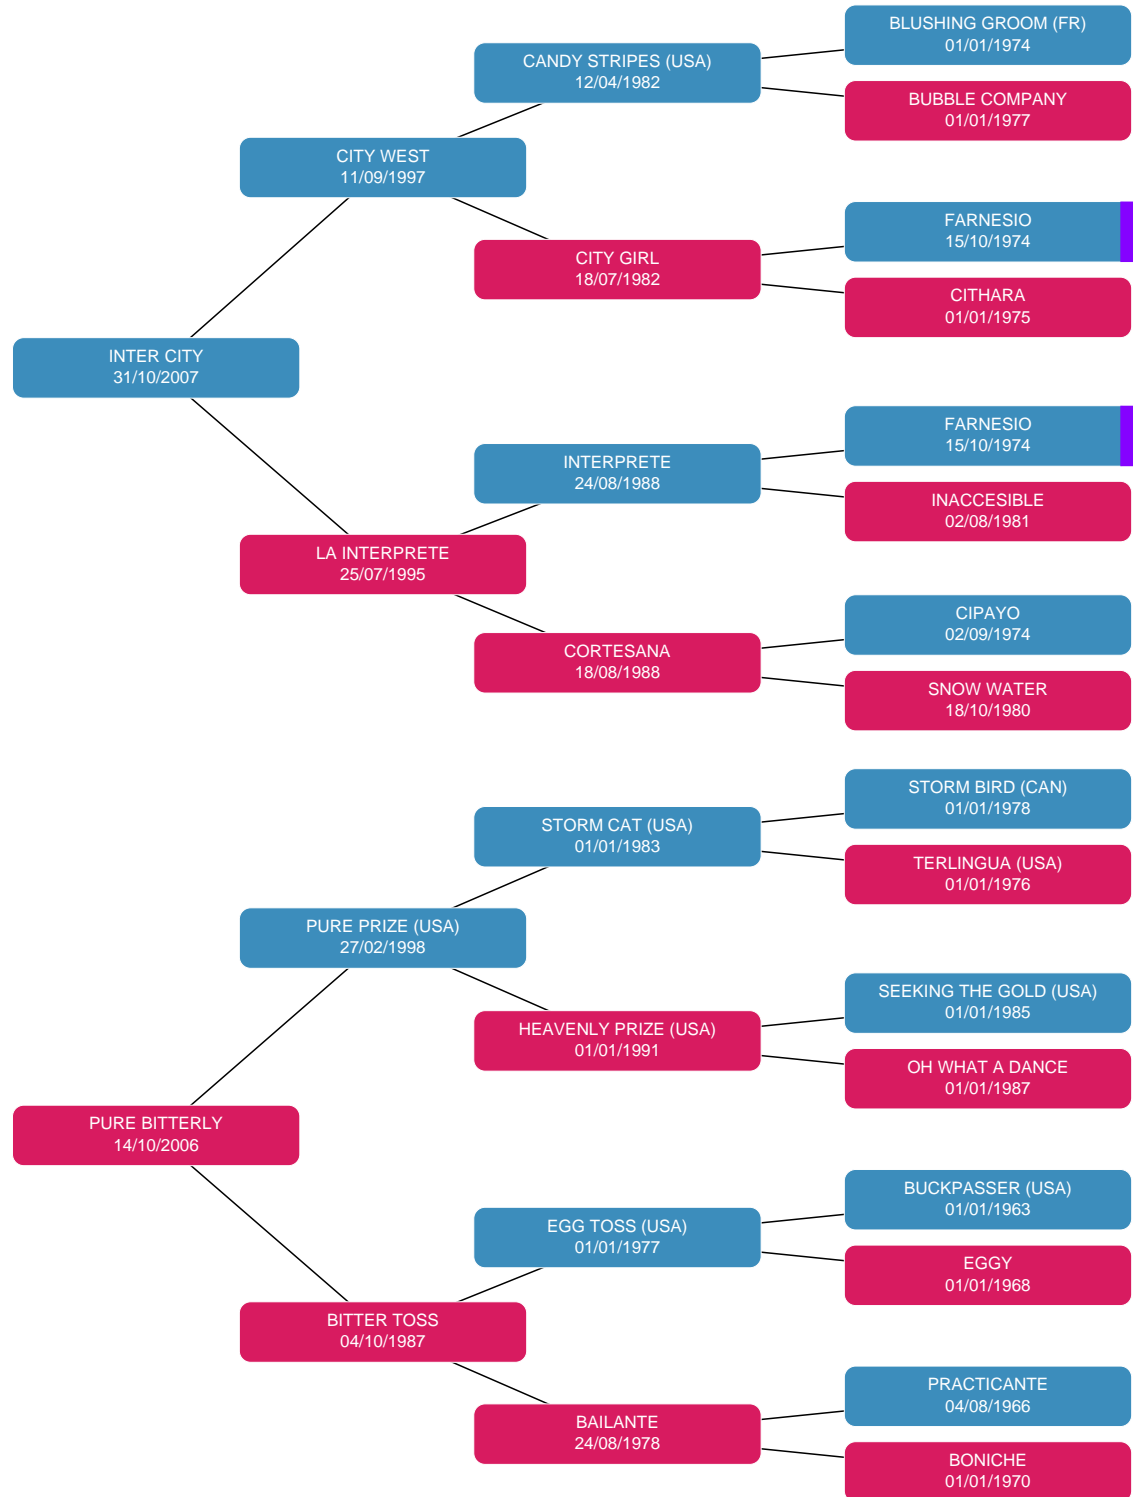 BLUSHING GROOM (FR)
01/01/1974
CANDY STRIPES (USA)
12/04/1982
BUBBLE COMPANY
01/01/1977
CITY WEST
11/09/1997
FARNESIO
15/10/1974
CITY GIRL
18/07/1982
CITHARA
01/01/1975
INTER CITY
31/10/2007
FARNESIO
15/10/1974
INTERPRETE
24/08/1988
INACCESIBLE
02/08/1981
LA INTERPRETE
25/07/1995
CIPAYO
02/09/1974
CORTESANA
18/08/1988
SNOW WATER
18/10/1980
STORM BIRD (CAN)
01/01/1978
STORM CAT (USA)
01/01/1983
TERLINGUA (USA)
01/01/1976
PURE PRIZE (USA)
27/02/1998
SEEKING THE GOLD (USA)
01/01/1985
HEAVENLY PRIZE (USA)
01/01/1991
OH WHAT A DANCE
01/01/1987
PURE BITTERLY
14/10/2006
BUCKPASSER (USA)
01/01/1963
EGG TOSS (USA)
01/01/1977
EGGY
01/01/1968
BITTER TOSS
04/10/1987
PRACTICANTE
04/08/1966
BAILANTE
24/08/1978
BONICHE
01/01/1970